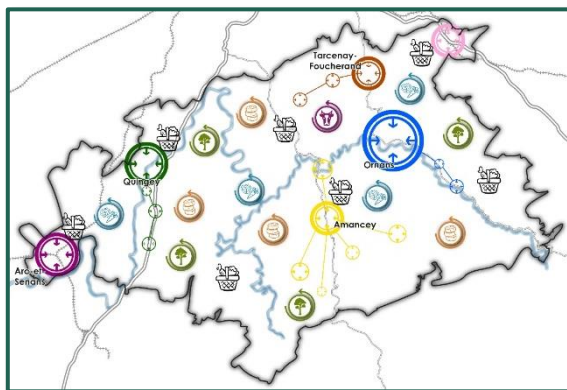 Tarcenay-
Foucherand
Ornans
Quingey
Amancey
Arc-et-
Senans